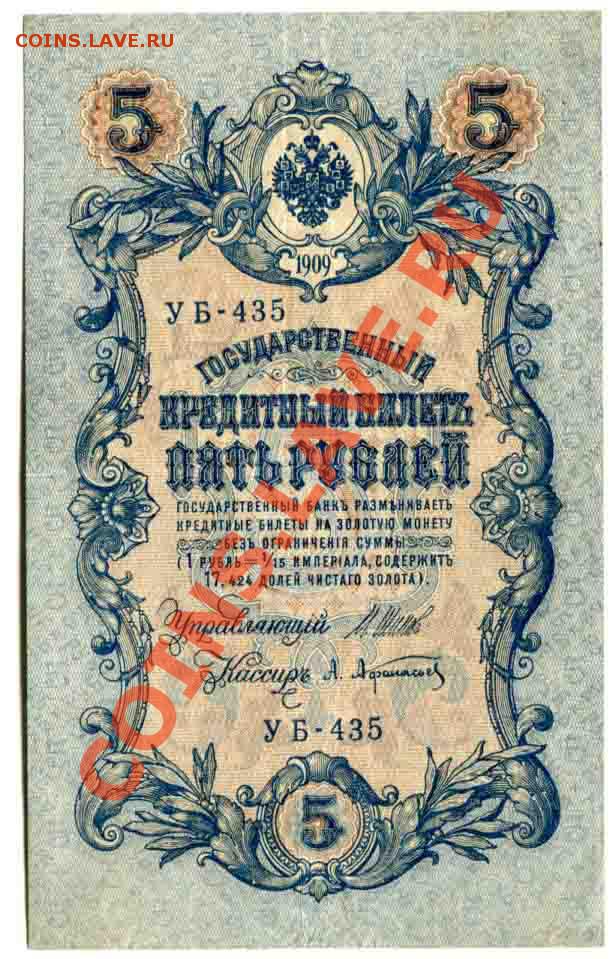 COINS.LAVE.RU
5 5
1909
УБ-435
ГОСУДАРСТВЕННЫЙ
КРЕДИТНЫЙ БИЛЕТЪ
ПЯТЬ РУБЛЕЙ
ГОСУДАРСТВЕННЫЙ БАНКЪ РАЗМѢНИВАЕТЪ
КРЕДИТНЫЕ БИЛЕТЫ НА ЗОЛОТУЮ МОНЕТУ
БЕЗЪ ОГРАНИЧЕНІЯ СУММЫ
(1 РУБЛЬ = 1/15 ИМПЕРІАЛА, СОДЕРЖИТЪ
17,424 ДОЛЕЙ ЧИСТАГО ЗОЛОТА).
Управляющій
Кассиръ А. Афанасьев
УБ-435
5
COINS.LAVE.RU